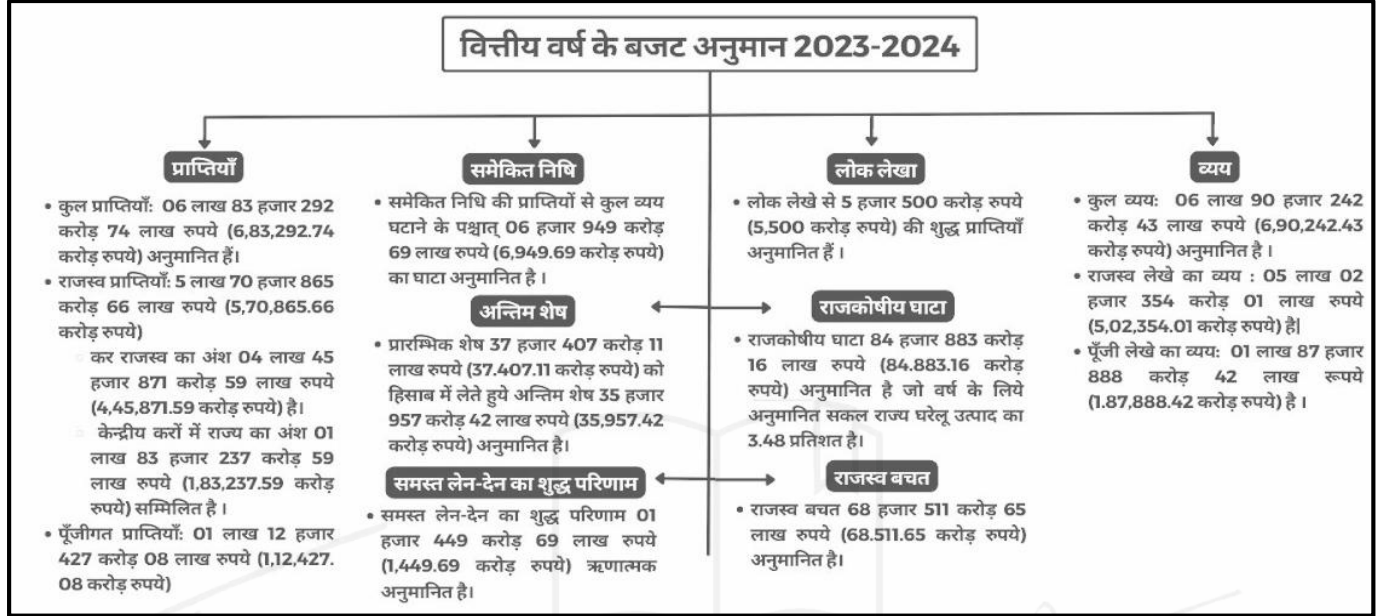 वित्तीय वर्ष के बजट अनुमान 2023-2024
प्राप्तियाँ
• कुल प्राप्तियाँ: 06 लाख 83 हजार 292
करोड़ 74 लाख रुपये (6,83,292.74
करोड़ रुपये) अनुमानित हैं।
• राजस्व प्राप्तियाँ: 5 लाख 70 हजार 865
करोड़ 66 लाख रुपये (5,70,865.66
करोड़ रुपये)
कर राजस्व का अंश 04 लाख 45
हजार 871 करोड़ 59 लाख रुपये
(4,45,871.59 करोड़ रुपये) है।
केन्द्रीय करों में राज्य का अंश 01
लाख 83 हजार 237 करोड़ 59
लाख रुपये (1,83,237.59 करोड़
रुपये) सम्मिलित है ।
• पूँजीगत प्राप्तियाँ: 01 लाख 12 हजार
427 करोड़ 08 लाख रुपये (1,12,427.
08 करोड़ रुपये)
समेकित निधि
• समेकित निधि की प्राप्तियों से कुल व्यय
घटाने के पश्चात् 06 हजार 949 करोड़
69 लाख रुपये (6,949.69 करोड़ रुपये)
का घाटा अनुमानित है ।
अन्तिम शेष
• प्रारम्भिक शेष 37 हजार 407 करोड़ 11
लाख रुपये (37.407.11 करोड़ रुपये) को
हिसाब में लेते हुये अन्तिम शेष 35 हजार
957 करोड़ 42 लाख रुपये (35,957.42
करोड़ रुपये) अनुमानित है।
समस्त लेन-देन का शुद्ध परिणाम
• समस्त लेन-देन का शुद्ध परिणाम 01
हजार 449 करोड़ 69 लाख रुपये
(1,449.69 करोड़ रुपये) ऋणात्मक
अनुमानित है।
लोक लेखा
• लोक लेखे से 5 हजार 500 करोड़ रुपये
(5,500 करोड़ रुपये) की शुद्ध प्राप्तियाँ
अनुमानित हैं ।
राजकोषीय घाटा
• राजकोषीय घाटा 84 हजार 883 करोड़
16 लाख रुपये (84.883.16 करोड़
रुपये) अनुमानित है जो वर्ष के लिये
अनुमानित सकल राज्य घरेलू उत्पाद का
3.48 प्रतिशत है।
राजस्व बचत
• राजस्व बचत 68 हजार 511 करोड़ 65
लाख रुपये (68.511.65 करोड़ रुपये)
अनुमानित है।
व्यय
• कुल व्यय: 06 लाख 90 हजार 242
करोड़ 43 लाख रुपये (6,90,242.43
करोड़ रुपये) अनुमानित है ।
• राजस्व लेखे का व्यय : 05 लाख 02
हजार 354 करोड़ 01 लाख रुपये
(5,02,354.01 करोड़ रुपये) है|
• पूँजी लेखे का व्यय: 01 लाख 87 हजार
888 करोड़ 42 लाख रूपये
(1.87,888.42 करोड़ रुपये) है ।